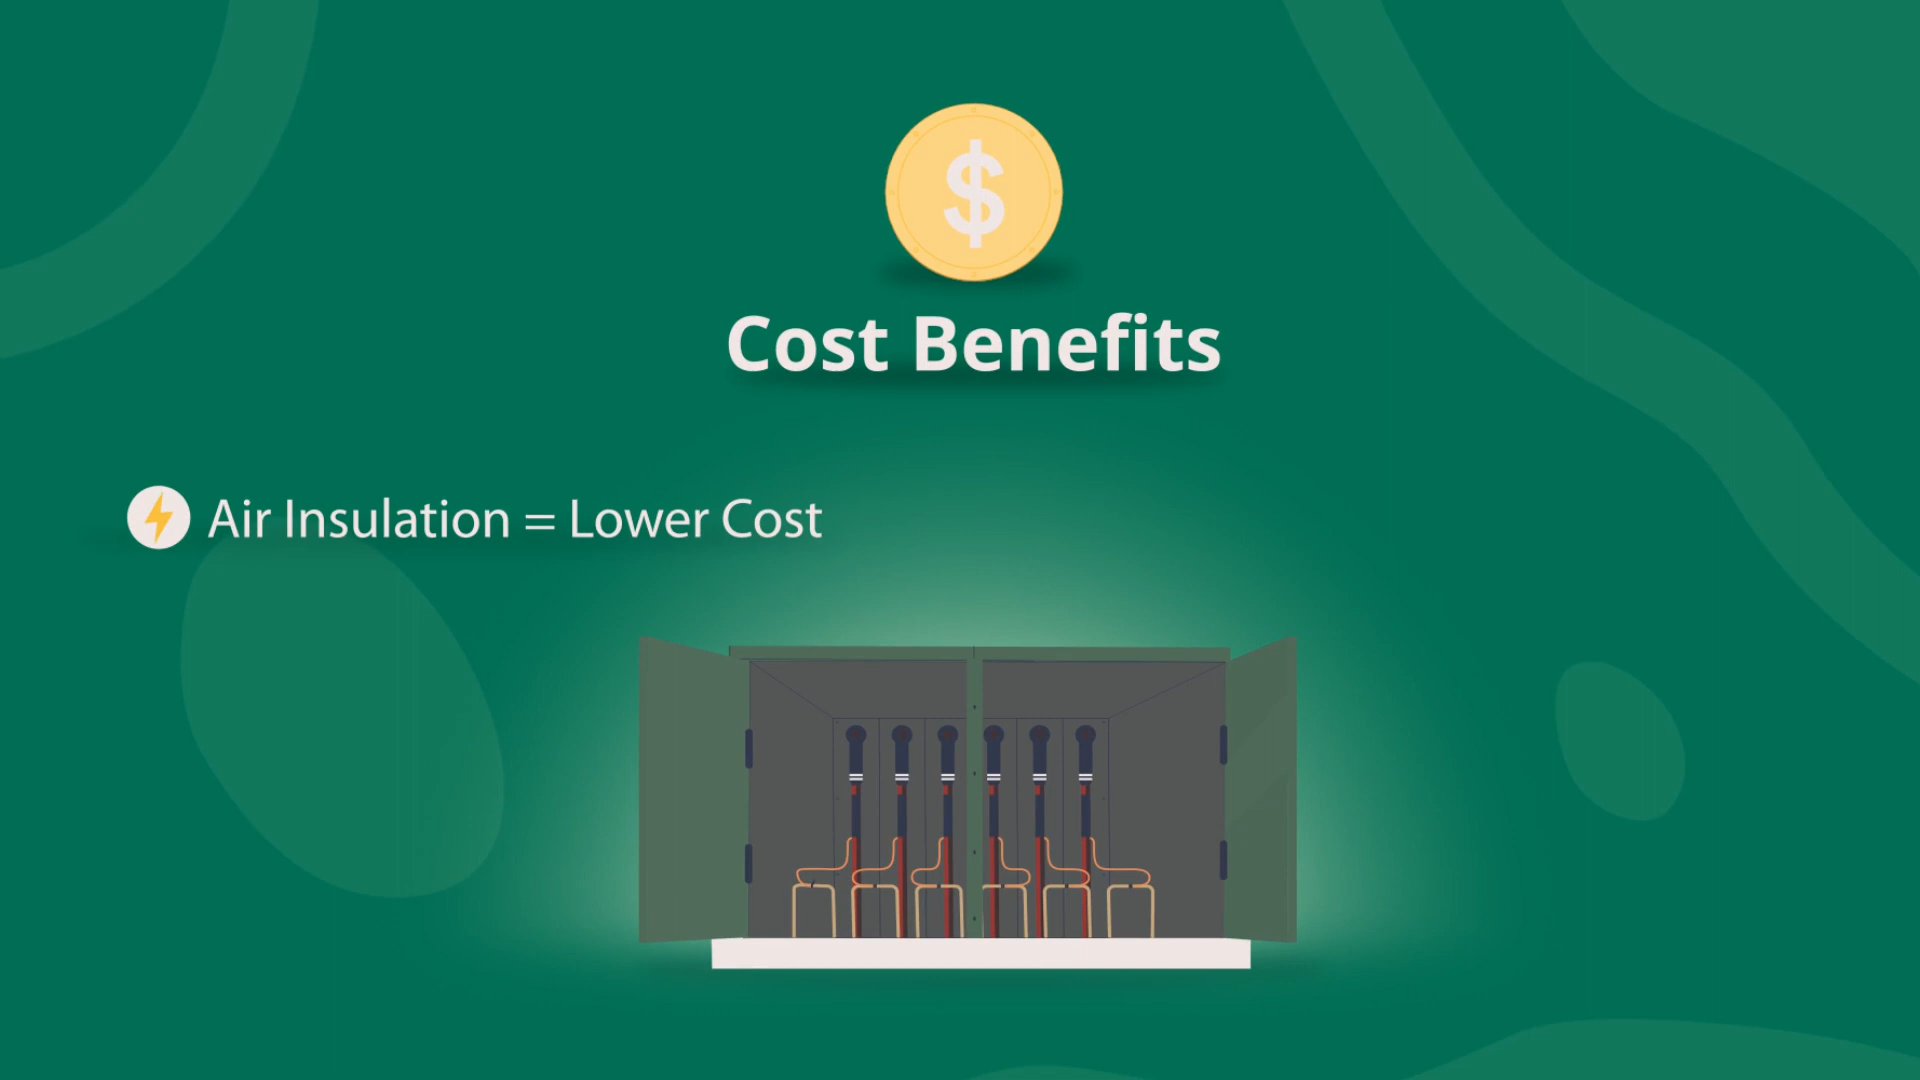 $
Cost Benefits
Air Insulation = Lower Cost